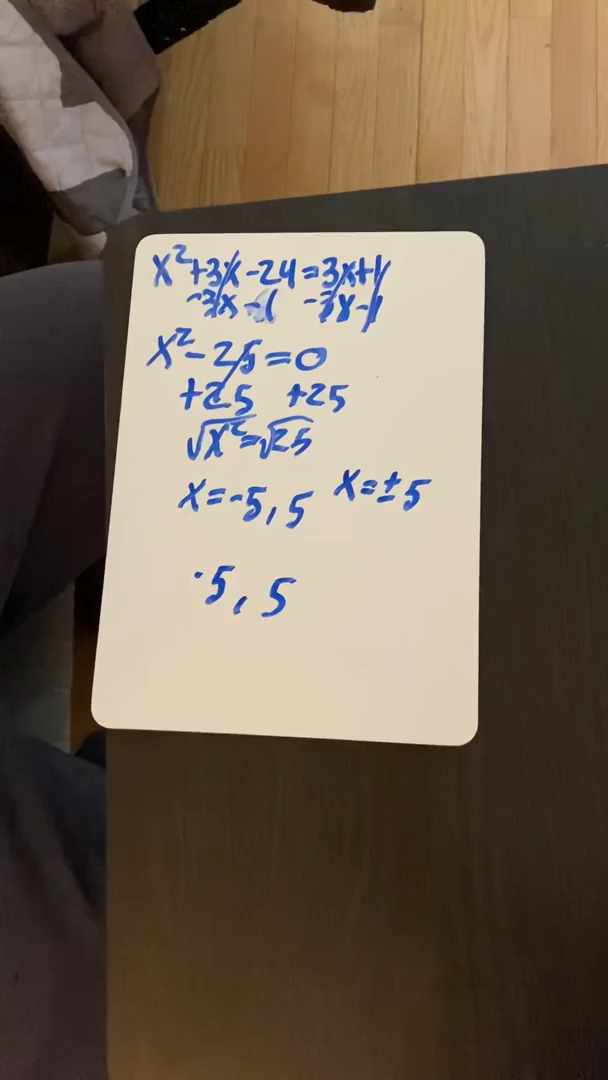 x²+3x-24=3x+1
-3x-1 -3x-1
x²-25=0
+25 +25
√x²=√25
x=-5,5 x=±5
-5,5